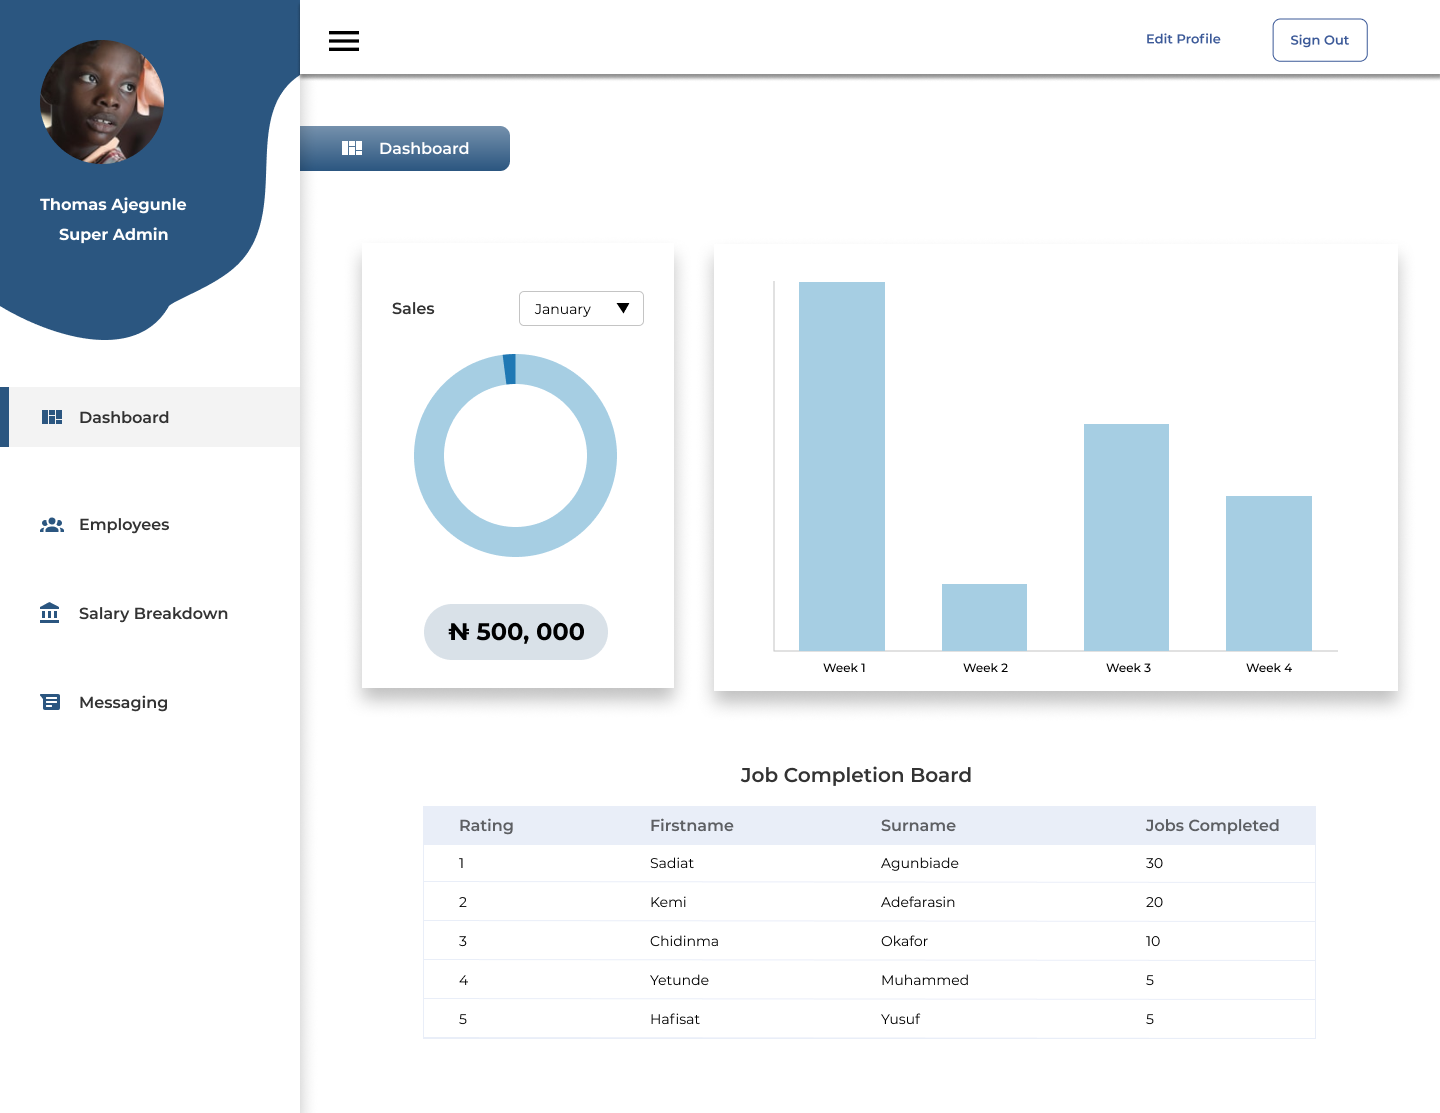 Edit Profile
Sign Out
Dashboard
Thomas Ajegunle
Super Admin
Dashboard
Employees
Salary Breakdown
Messaging
Sales
January
₦ 500, 000
Week 1 Week 2 Week 3 Week 4
Job Completion Board
Rating Firstname Surname Jobs Completed
1 Sadiat Agunbiade 30
2 Kemi Adefarasin 20
3 Chidinma Okafor 10
4 Yetunde Muhammed 5
5 Hafisat Yusuf 5